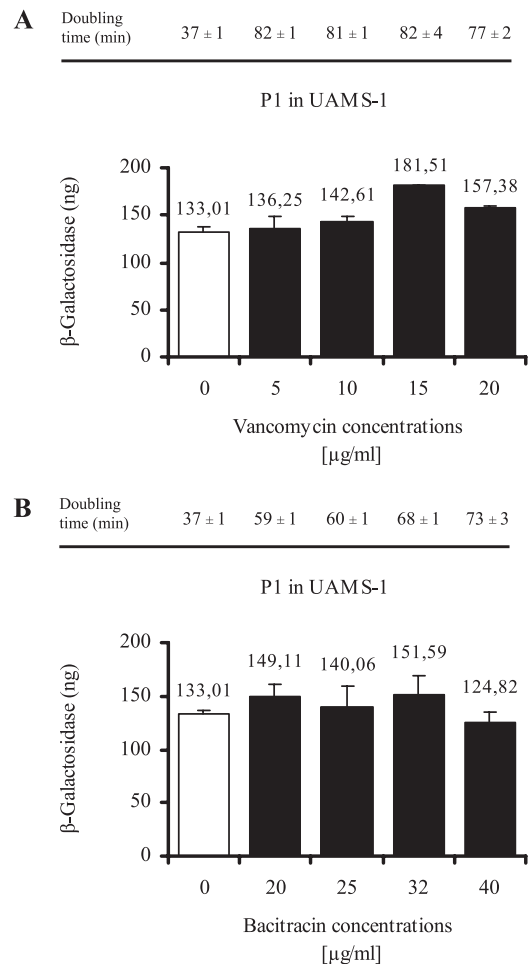 A
Doubling
time (min)
37 ± 1 82 ± 1 81 ± 1 82 ± 4 77 ± 2
P1 in UAMS-1
β-Galactosidase (ng)
200
150
100
50
0
133,01
136,25
142,61
181,51
157,38
0 5 10 15 20
Vancomycin concentrations
[µg/ml]
B
Doubling
time (min)
37 ± 1 59 ± 1 60 ± 1 68 ± 1 73 ± 3
P1 in UAMS-1
β-Galactosidase (ng)
200
150
100
50
0
133,01
149,11
140,06
151,59
124,82
0 20 25 32 40
Bacitracin concentrations
[µg/ml]